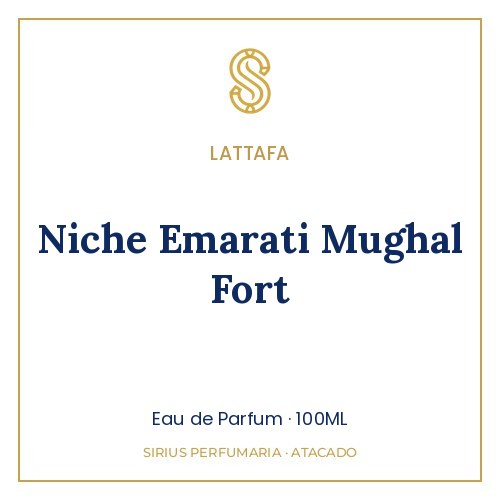 LATTAFA
Niche Emarati Mughal
Fort
Eau de Parfum · 100ML
SIRIUS PERFUMARIA · ATACADO